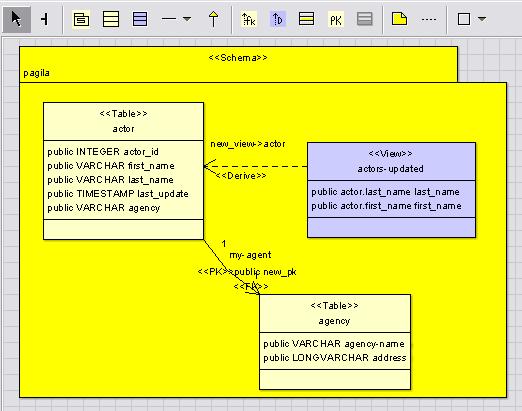 fk
D
PK
<<Schema>>
pagila
<<Table>>
actor
public INTEGER actor_id
public VARCHAR first_name
public VARCHAR last_name
public TIMESTAMP last_update
public VARCHAR agency
new_view->actor
<<Derive>>
<<View>>
actors-updated
public actor.last_name last_name
public actor.first_name first_name
1
my-agent
<<PK>>public new_pk
<<FK>>
<<Table>>
agency
public VARCHAR agency-name
public LONGVARCHAR address